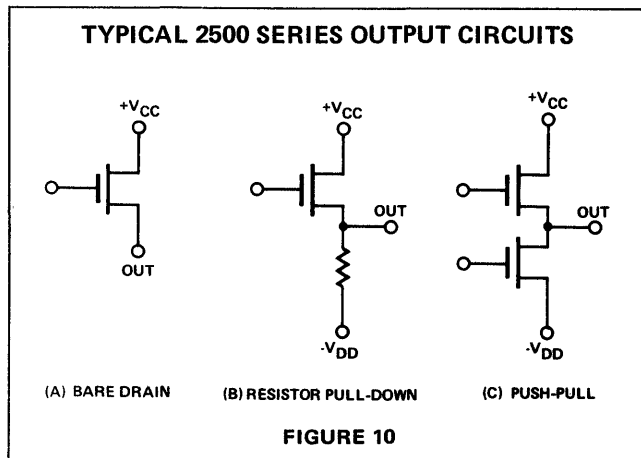 TYPICAL 2500 SERIES OUTPUT CIRCUITS
+VCC
OUT
(A) BARE DRAIN
+VCC
OUT
-VDD
(B) RESISTOR PULL-DOWN
+VCC
OUT
-VDD
(C) PUSH-PULL
FIGURE 10